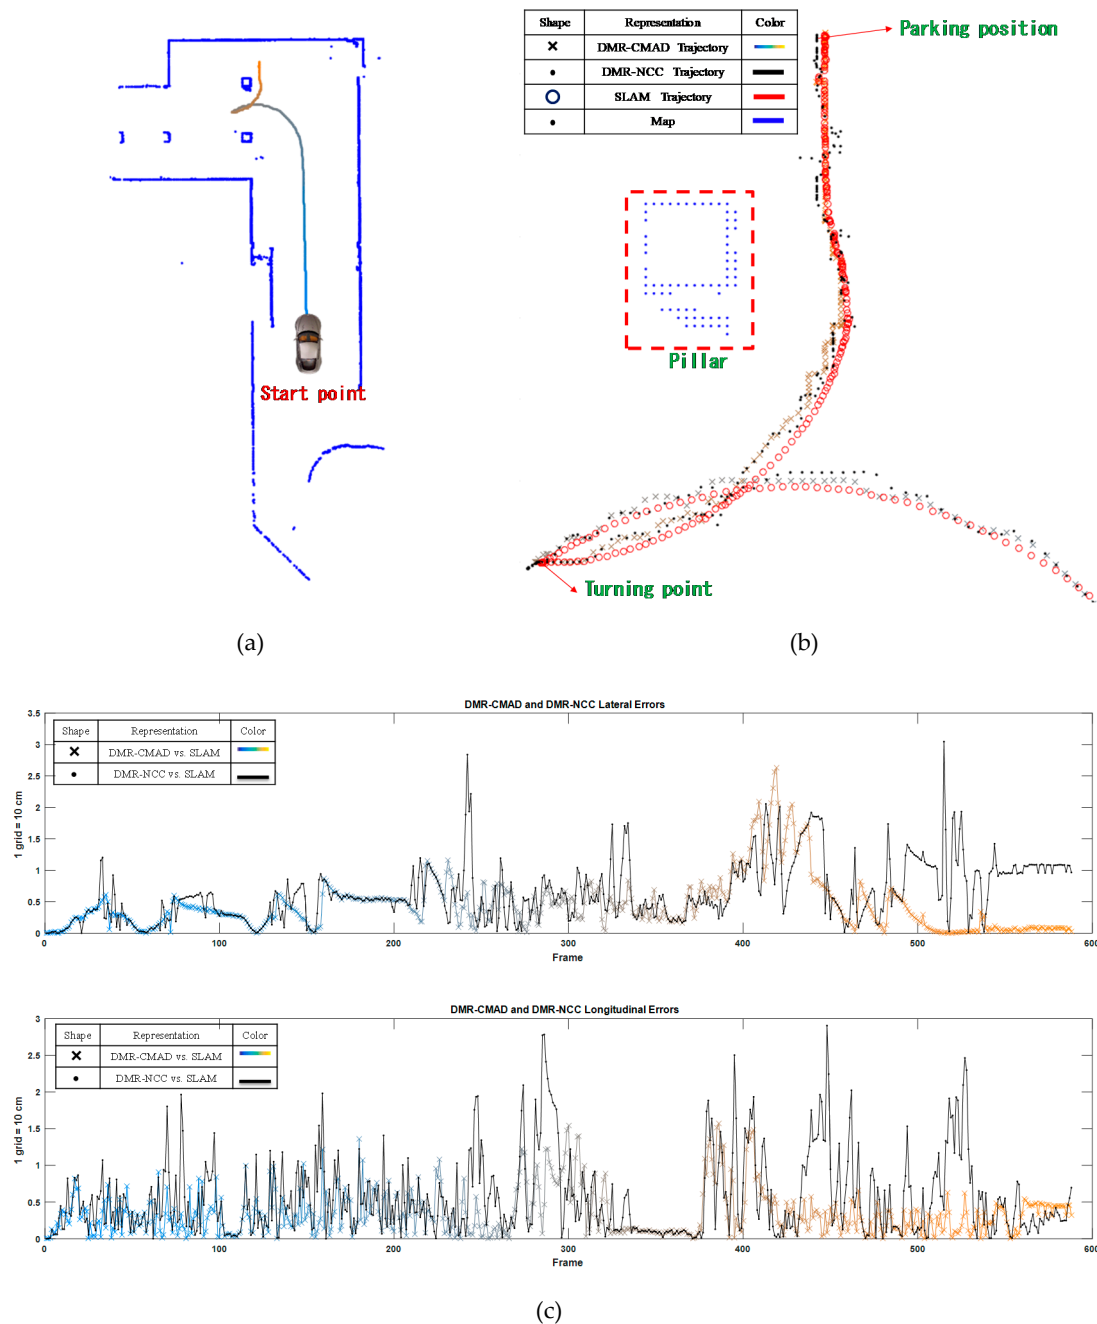 Start point
(a)
Shape Representation Color
DMR-CMAD Trajectory
DMR-NCC Trajectory
SLAM Trajectory
Map
Parking position
Pillar
Turning point
(b)
DMR-CMAD and DMR-NCC Lateral Errors
Shape Representation Color
DMR-CMAD vs. SLAM
DMR-NCC vs. SLAM
1 grid = 10 cm
3.5
3
2.5
2
1.5
1
0.5
0
0 100 200 300 400 500 600
Frame
DMR-CMAD and DMR-NCC Longitudinal Errors
Shape Representation Color
DMR-CMAD vs. SLAM
DMR-NCC vs. SLAM
1 grid = 10 cm
3
2.5
2
1.5
1
0.5
0
0 100 200 300 400 500 600
Frame
(c)